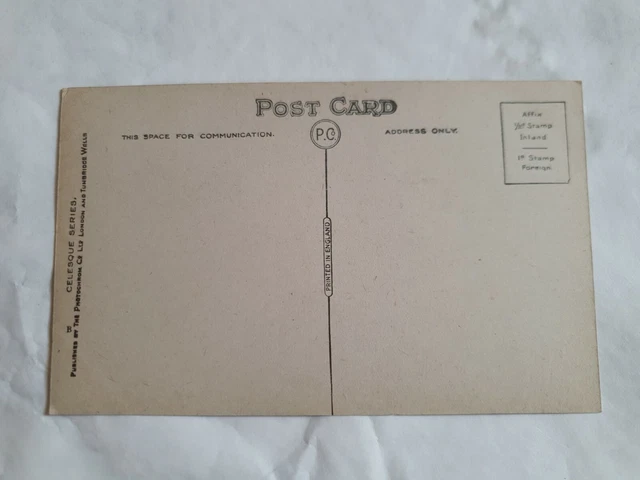 POST CARD
THIS SPACE FOR COMMUNICATION.
P.Co
ADDRESS ONLY.
Affix
½d Stamp
Inland
1d Stamp
Foreign.
PRINTED IN ENGLAND
CELESQUE SERIES.
PUBLISHED BY THE PHOTOCHROM Co LTD LONDON AND TUNBRIDGE WELLS